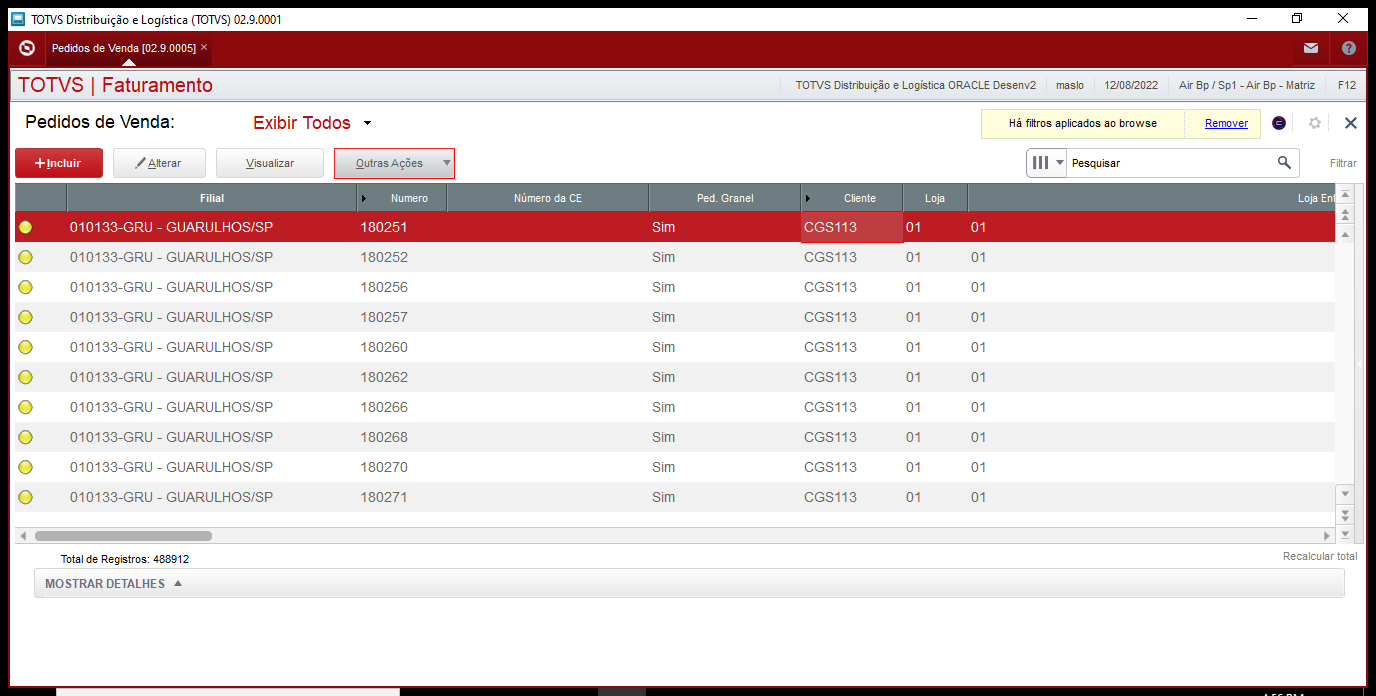 TOTVS Distribuição e Logística (TOTVS) 02.9.0001
Pedidos de Venda [02.9.0005] ×
TOTVS | Faturamento
TOTVS Distribuição e Logística ORACLE Desenv2 maslo 12/08/2022 Air Bp / Sp1 - Air Bp - Matriz F12
Pedidos de Venda: Exibir Todos Há filtros aplicados ao browse Remover
+Incluir Alterar Visualizar Outras Ações Pesquisar Filtrar
Filial Numero Número da CE Ped. Granel Cliente Loja Loja Ent
010133-GRU - GUARULHOS/SP 180251 Sim CGS113 01 01
010133-GRU - GUARULHOS/SP 180252 Sim CGS113 01 01
010133-GRU - GUARULHOS/SP 180256 Sim CGS113 01 01
010133-GRU - GUARULHOS/SP 180257 Sim CGS113 01 01
010133-GRU - GUARULHOS/SP 180260 Sim CGS113 01 01
010133-GRU - GUARULHOS/SP 180262 Sim CGS113 01 01
010133-GRU - GUARULHOS/SP 180266 Sim CGS113 01 01
010133-GRU - GUARULHOS/SP 180268 Sim CGS113 01 01
010133-GRU - GUARULHOS/SP 180270 Sim CGS113 01 01
010133-GRU - GUARULHOS/SP 180271 Sim CGS113 01 01
Total de Registros: 488912
Recalcular total
MOSTRAR DETALHES